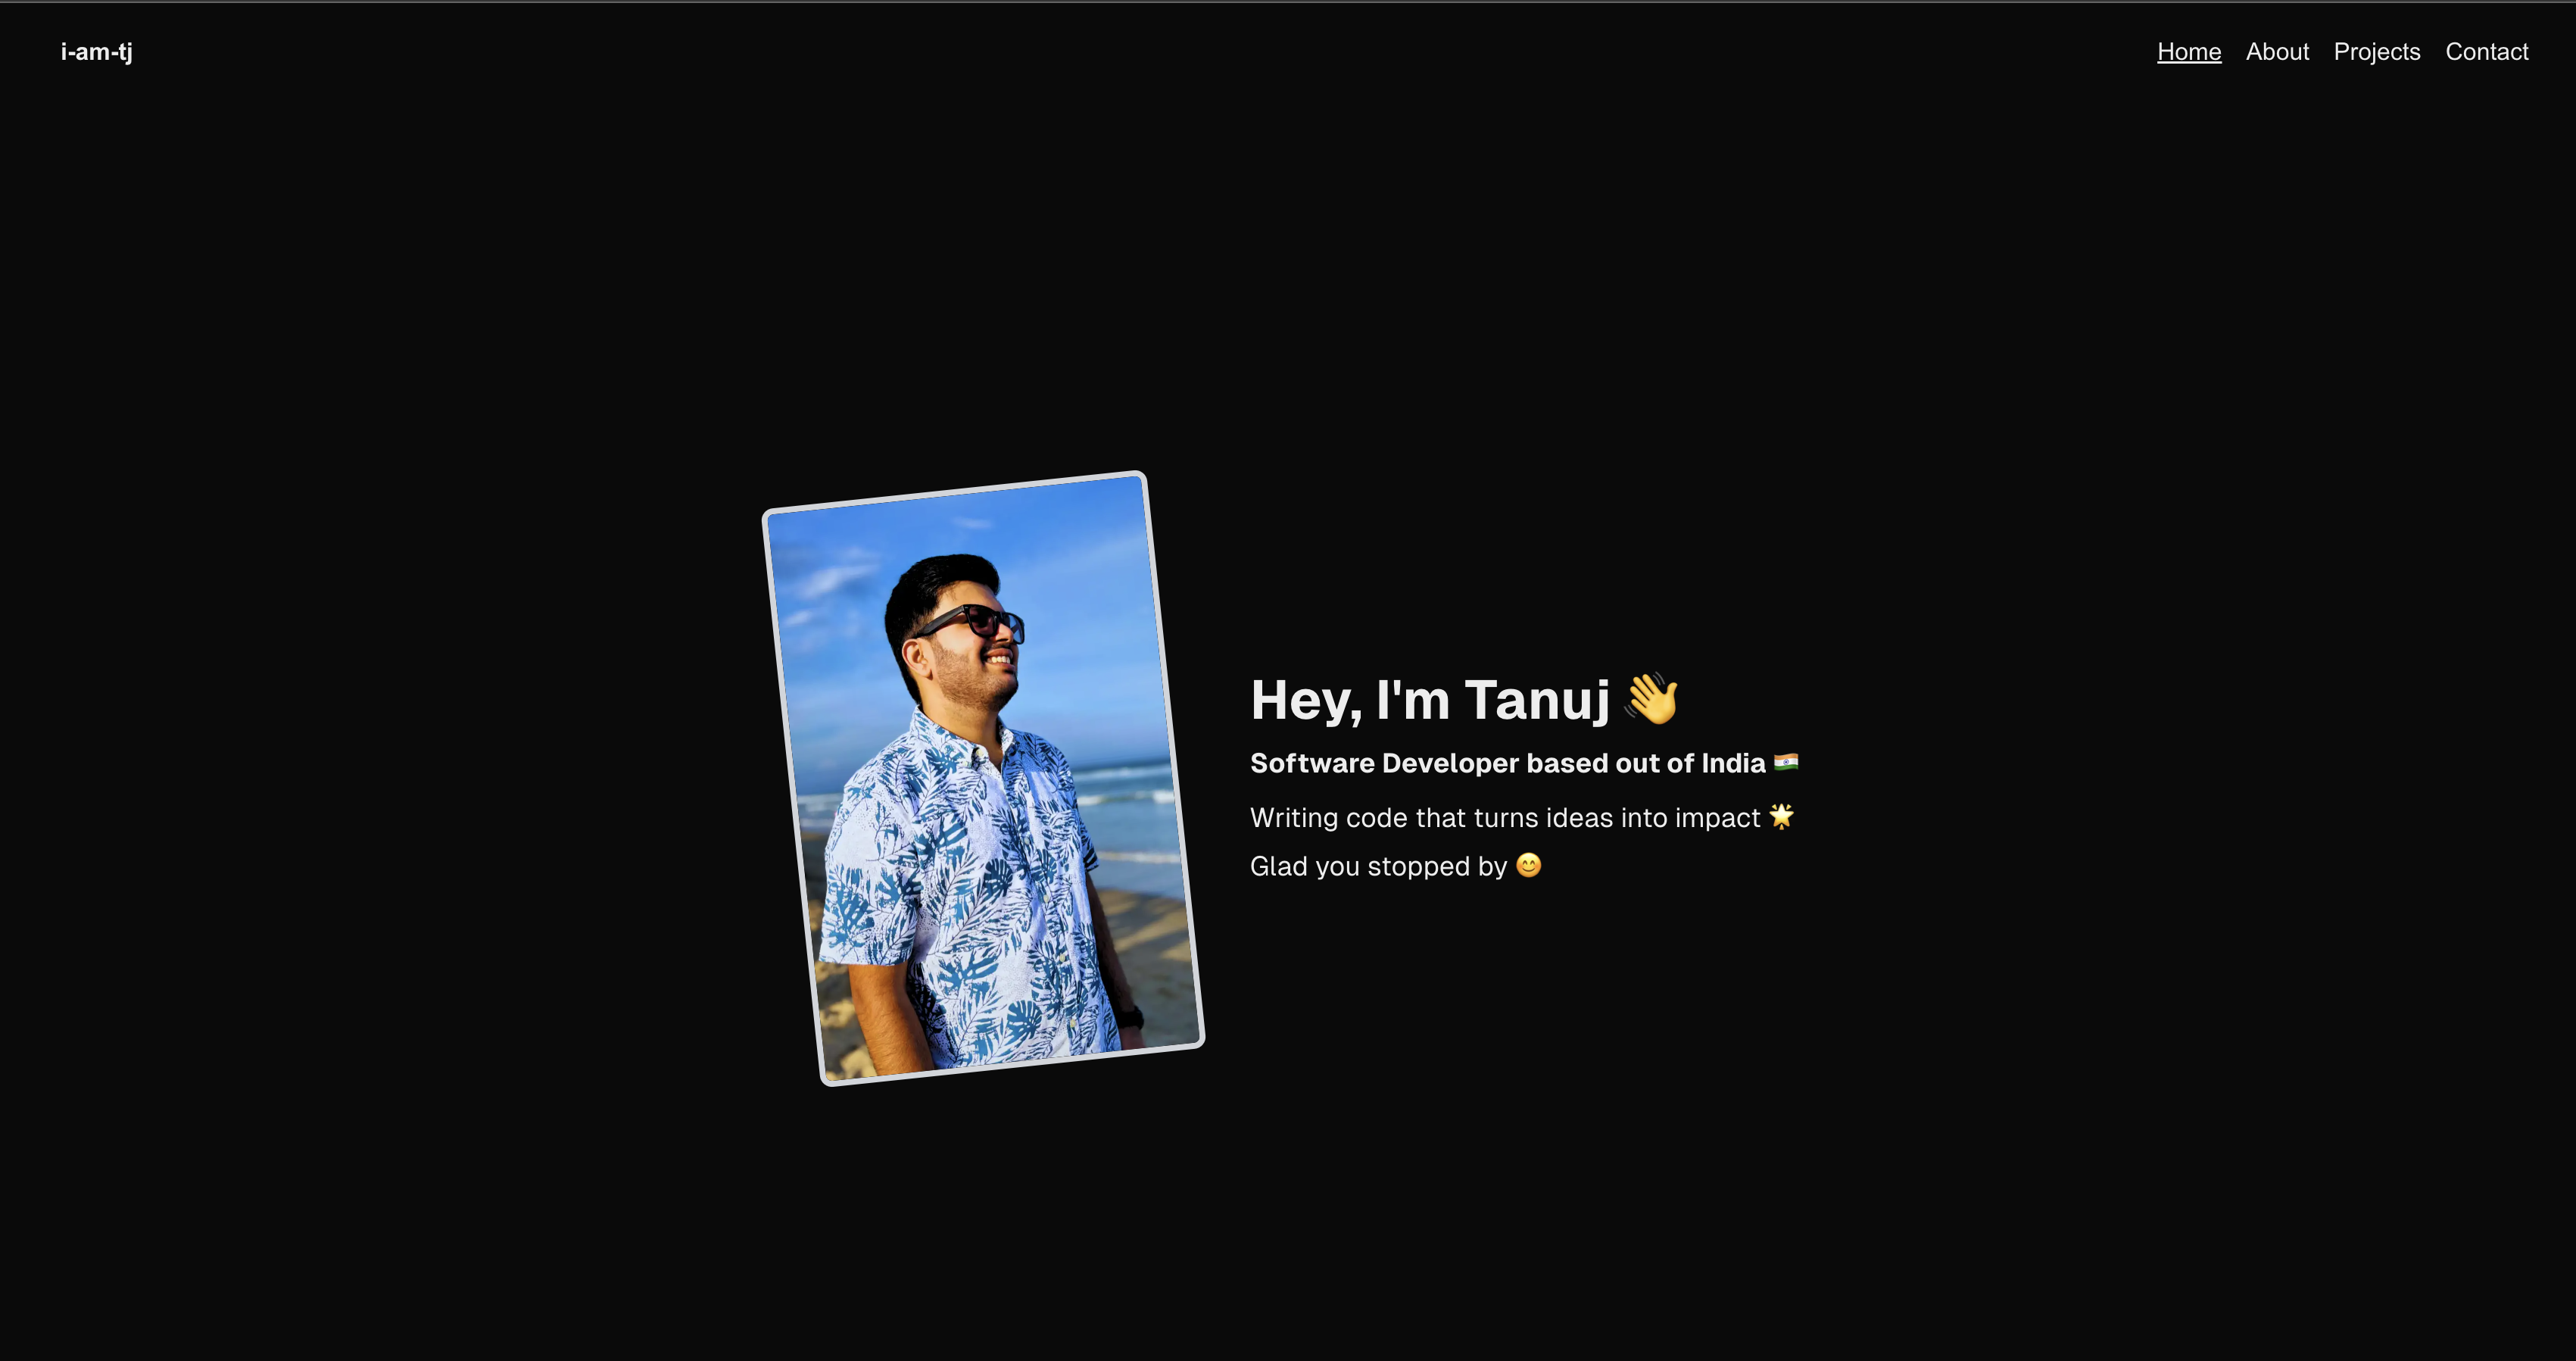 i-am-tj
Home About Projects Contact
Hey, I'm Tanuj 👋
Software Developer based out of India 🇮🇳
Writing code that turns ideas into impact 🌟
Glad you stopped by 😊